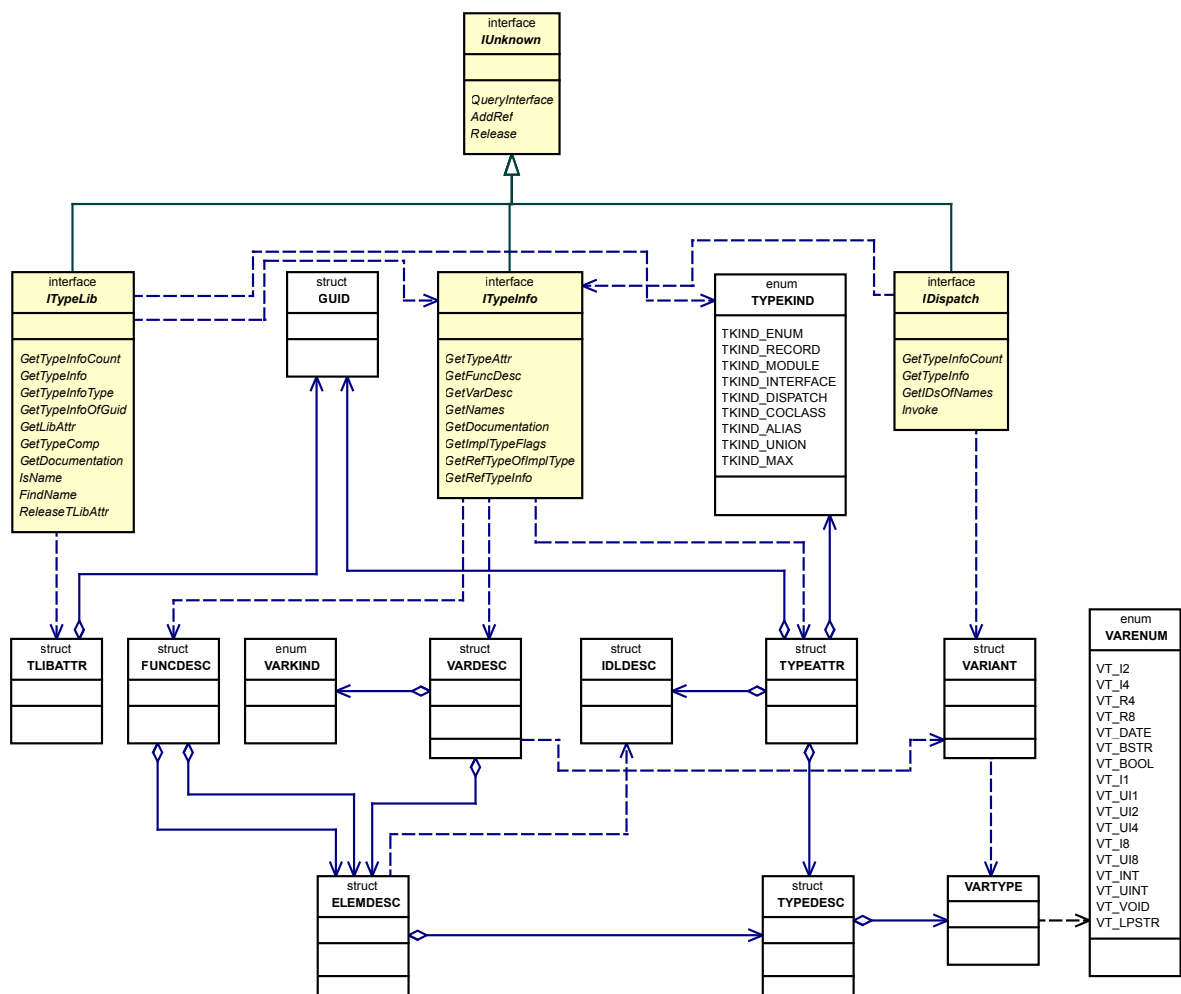 interface
IUnknown
QueryInterface
AddRef
Release
interface
ITypeLib
GetTypeInfoCount
GetTypeInfo
GetTypeInfoType
GetTypeInfoOfGuid
GetLibAttr
GetTypeComp
GetDocumentation
IsName
FindName
ReleaseTLibAttr
struct
GUID
interface
ITypeInfo
GetTypeAttr
GetFuncDesc
GetVarDesc
GetNames
GetDocumentation
GetImplTypeFlags
GetRefTypeOfImplType
GetRefTypeInfo
enum
TYPEKIND
TKIND_ENUM
TKIND_RECORD
TKIND_MODULE
TKIND_INTERFACE
TKIND_DISPATCH
TKIND_COCLASS
TKIND_ALIAS
TKIND_UNION
TKIND_MAX
interface
IDispatch
GetTypeInfoCount
GetTypeInfo
GetIDsOfNames
Invoke
struct
TLIBATTR
struct
FUNCDESC
enum
VARKIND
struct
VARDESC
struct
IDLDESC
struct
TYPEATTR
struct
VARIANT
enum
VARENUM
VT_I2
VT_I4
VT_R4
VT_R8
VT_DATE
VT_BSTR
VT_BOOL
VT_I1
VT_UI1
VT_UI2
VT_UI4
VT_I8
VT_UI8
VT_INT
VT_UINT
VT_VOID
VT_LPSTR
struct
ELEMDESC
struct
TYPEDESC
VARTYPE